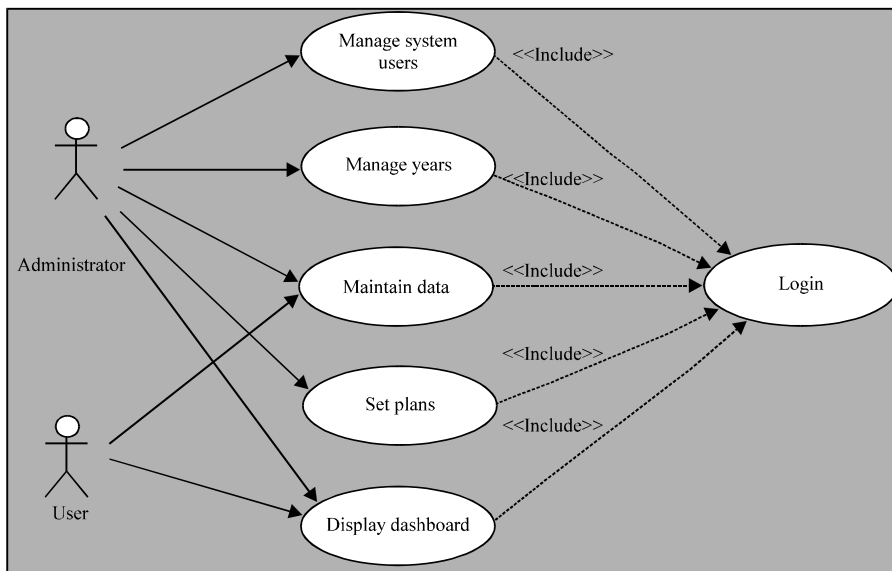 Manage system
users
<<Include>>
Manage years
<<Include>>
Administrator
Maintain data
<<Include>>
Login
Set plans
<<Include>>
<<Include>>
User
Display dashboard